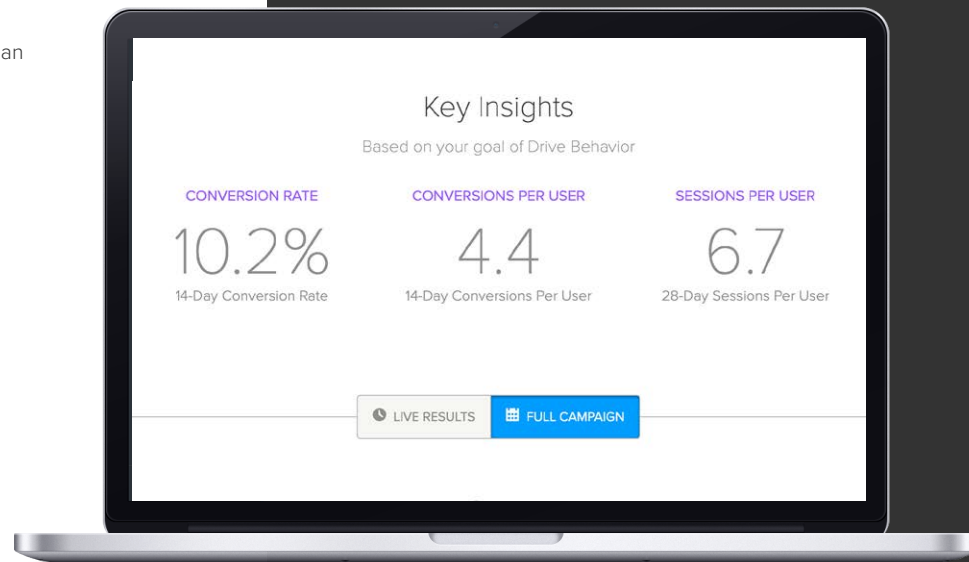 an
Key Insights
Based on your goal of Drive Behavior
CONVERSION RATE
CONVERSIONS PER USER
SESSIONS PER USER
10.2%
4.4
6.7
14-Day Conversion Rate
14-Day Conversions Per User
28-Day Sessions Per User
LIVE RESULTS
FULL CAMPAIGN